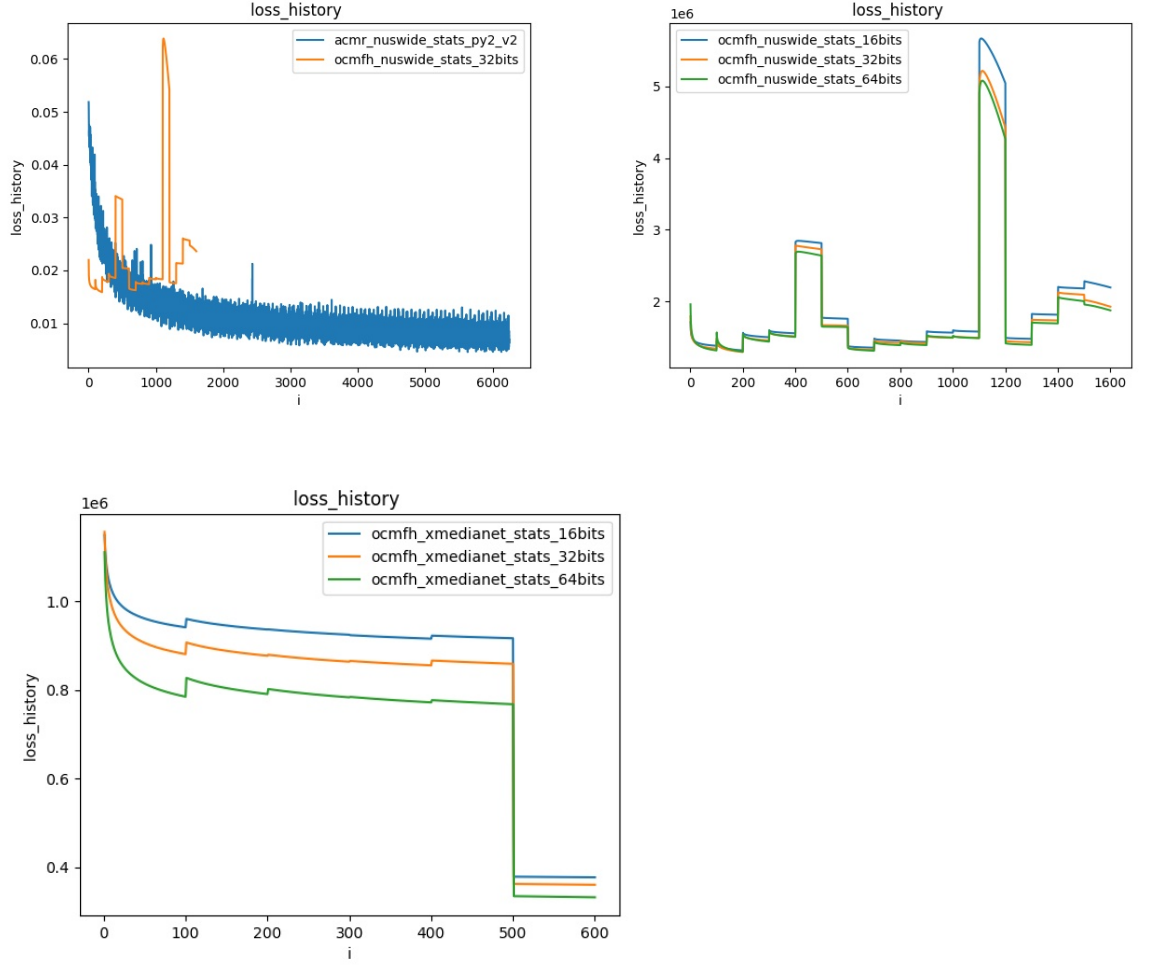 loss_history
acmr_nuswide_stats_py2_v2
ocmfh_nuswide_stats_32bits
loss_history
0.06
0.05
0.04
0.03
0.02
0.01
0 1000 2000 3000 4000 5000 6000
i
loss_history
1e6
ocmfh_nuswide_stats_16bits
ocmfh_nuswide_stats_32bits
ocmfh_nuswide_stats_64bits
loss_history
5
4
3
2
0 200 400 600 800 1000 1200 1400 1600
i
loss_history
1e6
ocmfh_xmedianet_stats_16bits
ocmfh_xmedianet_stats_32bits
ocmfh_xmedianet_stats_64bits
loss_history
1.0
0.8
0.6
0.4
0 100 200 300 400 500 600
i